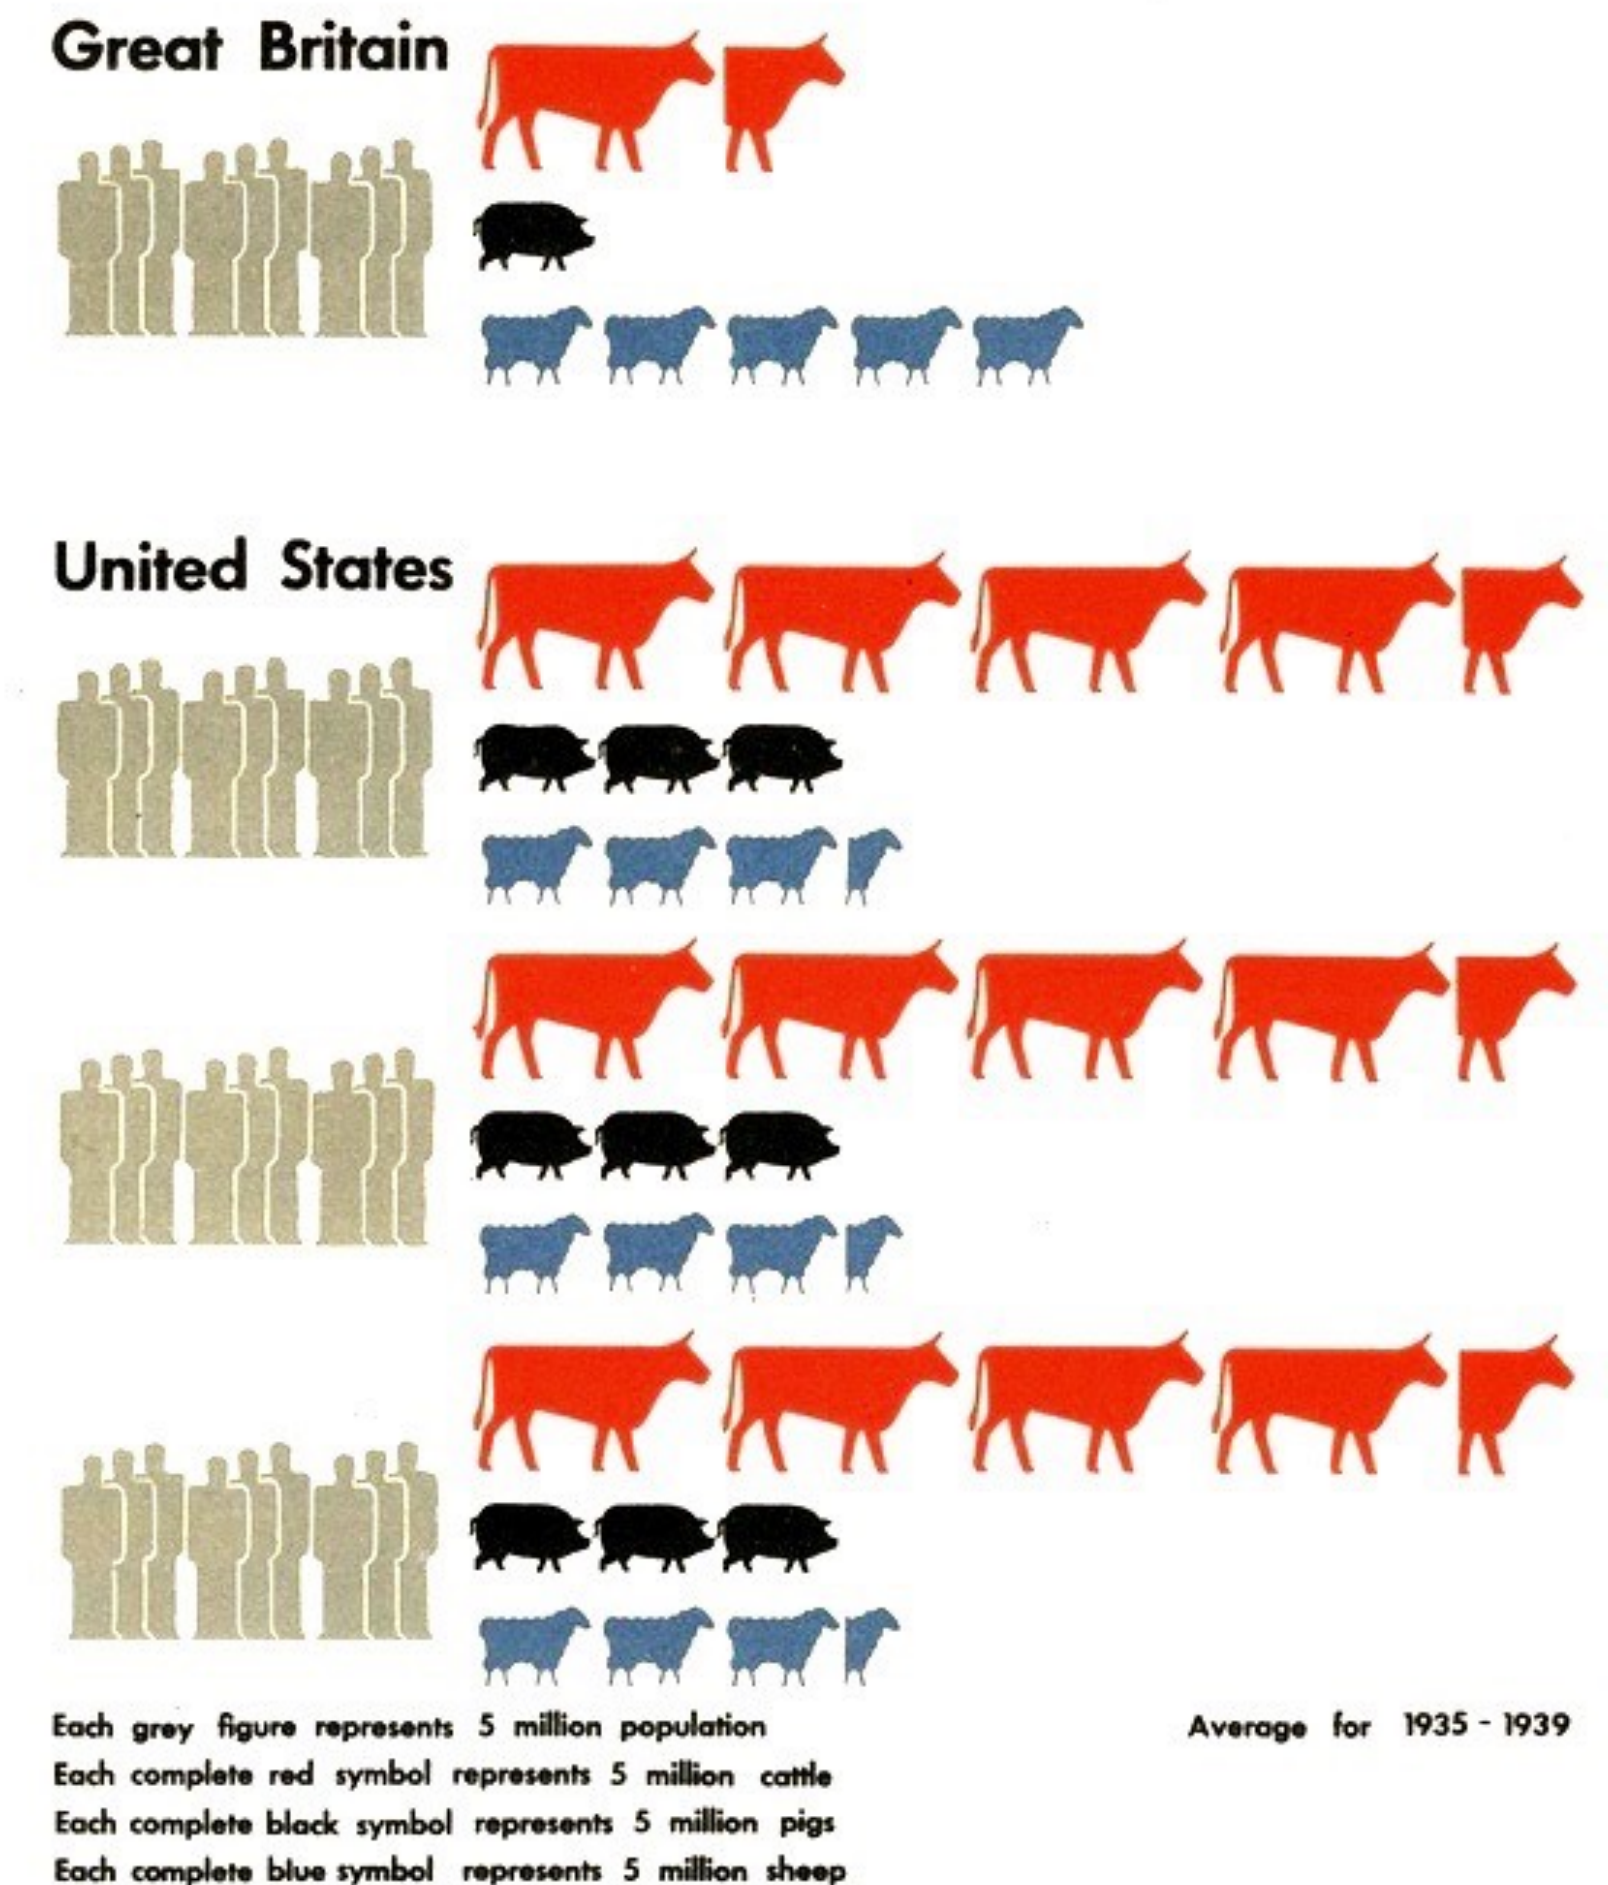 Great Britain
United States
Each grey figure represents 5 million population
Average for 1935 - 1939
Each complete red symbol represents 5 million cattle
Each complete black symbol represents 5 million pigs
Each complete blue symbol represents 5 million sheep